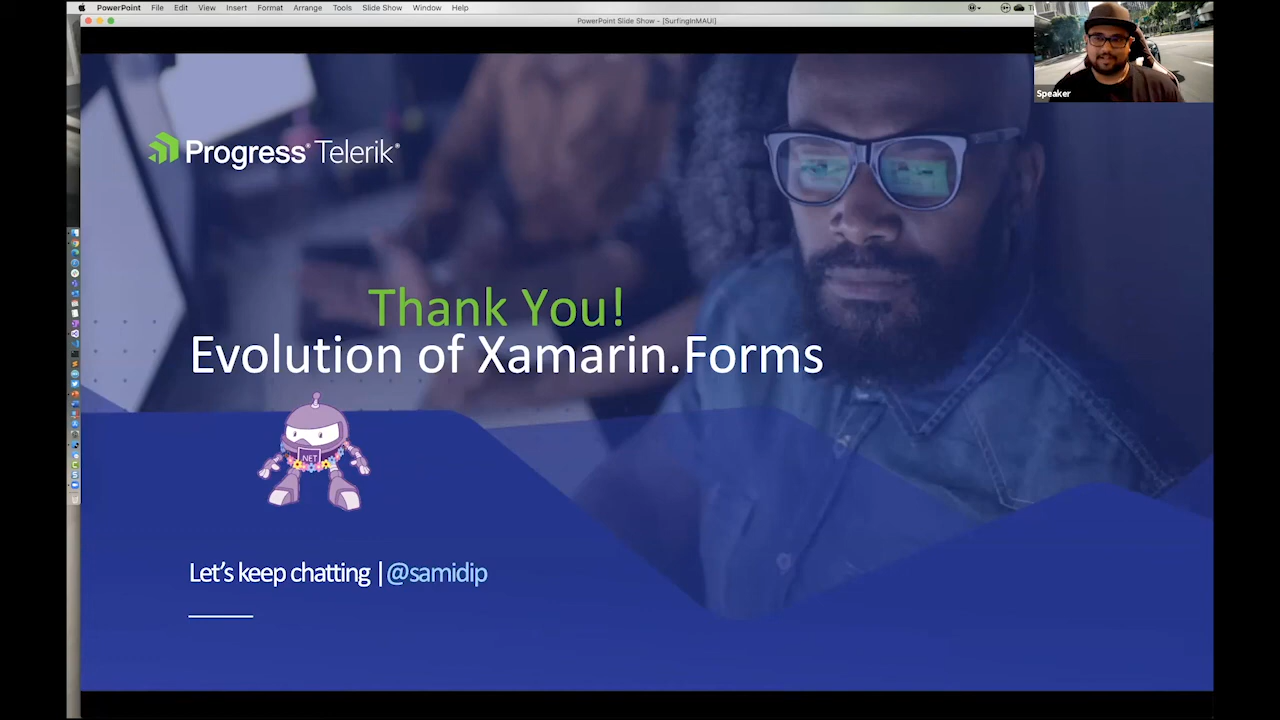 PowerPoint File Edit View Insert Format Arrange Tools Slide Show Window Help
PowerPoint Slide Show - [SurfingInMAUI]
Speaker
Progress® Telerik®
Thank You!
Evolution of Xamarin.Forms
.NET
Let's keep chatting | @samidip